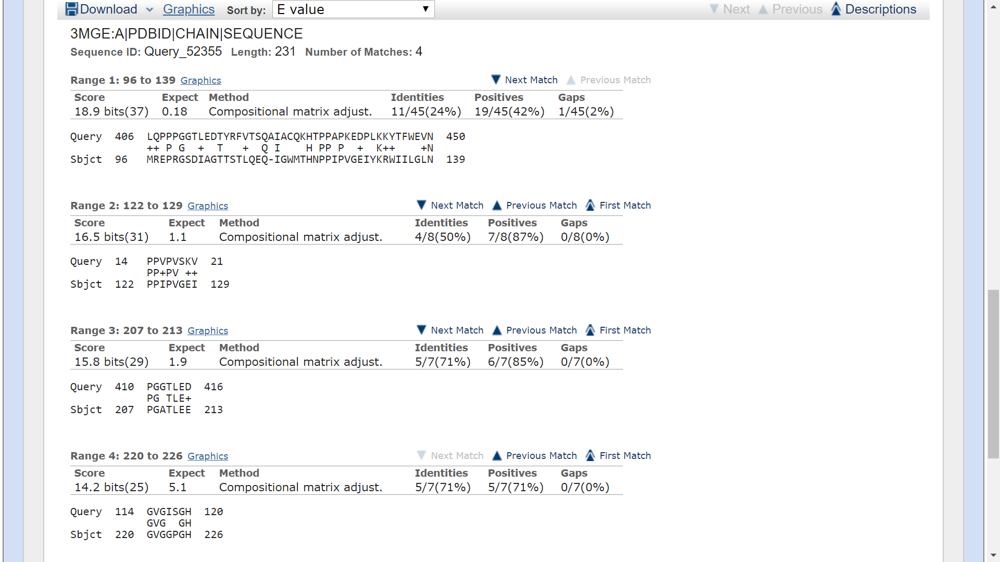 Download Graphics Sort by: E value Next Previous Descriptions
3MGE:A|PDBID|CHAIN|SEQUENCE
Sequence ID: Query_52355 Length: 231 Number of Matches: 4
Range 1: 96 to 139 Graphics Next Match Previous Match
Score Expect Method Identities Positives Gaps
18.9 bits(37) 0.18 Compositional matrix adjust. 11/45(24%) 19/45(42%) 1/45(2%)
Query 406 LQPPPGGTLEDTYRFVTSQAIACQKHTPPAPKEDPLKKYTFWEVN 450
++ P G  +  T   +  Q I    H PP P  +  K++    +N
Sbjct 96 MREPRGSDIAGTTSTLQEQ-IGWMTHNPPIPVGEIYKRWIILGLN 139
Range 2: 122 to 129 Graphics Next Match Previous Match First Match
Score Expect Method Identities Positives Gaps
16.5 bits(31) 1.1 Compositional matrix adjust. 4/8(50%) 7/8(87%) 0/8(0%)
Query 14 PPVPVSKV 21
PP+PV ++
Sbjct 122 PPIPVGEI 129
Range 3: 207 to 213 Graphics Next Match Previous Match First Match
Score Expect Method Identities Positives Gaps
15.8 bits(29) 1.9 Compositional matrix adjust. 5/7(71%) 6/7(85%) 0/7(0%)
Query 410 PGGTLED 416
PG TLE+
Sbjct 207 PGATLEE 213
Range 4: 220 to 226 Graphics Next Match Previous Match First Match
Score Expect Method Identities Positives Gaps
14.2 bits(25) 5.1 Compositional matrix adjust. 5/7(71%) 5/7(71%) 0/7(0%)
Query 114 GVGISGH 120
GVG  GH
Sbjct 220 GVGGPGH 226